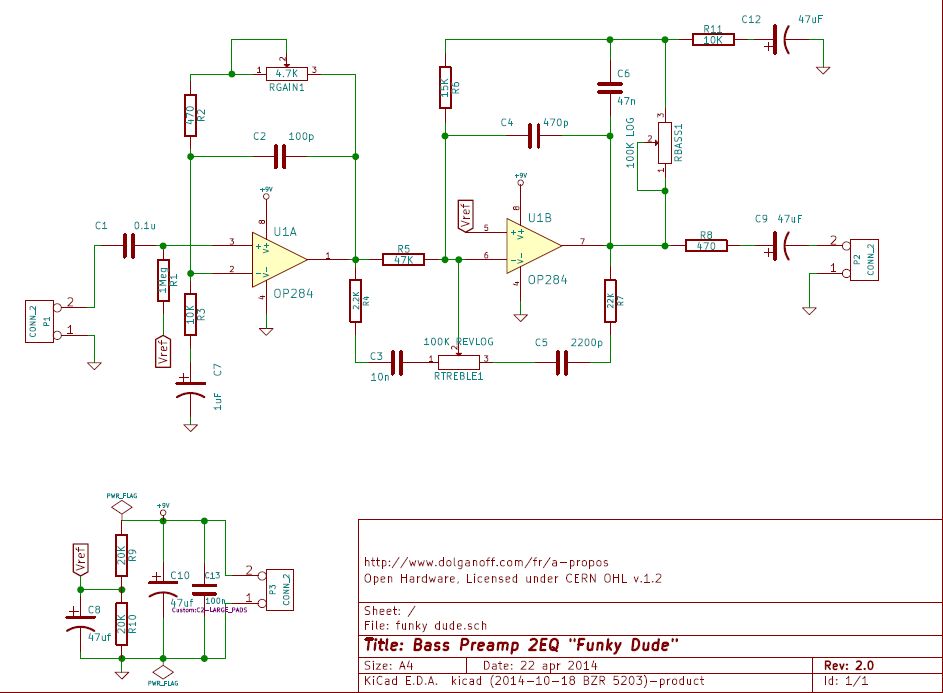 C12 47uF
R11
10K
2
1 4.7K 3
RGAIN1
470
R2
C2 100p
15K
R6
C6
47n
C4 470p
100K LOG
3
2
1
RBASS1
+9V
8
U1A
V+
V-
3
2
1
4
OP284
+9V
8
U1B
Vref
V+
V-
5
6
7
4
OP284
C1 0.1u
1Meg
R1
Vref
10K
R3
C7
1uF
CONN_2
P1
2
1
R5
47K
2.2K
R4
C3
10n
100K REVLOG
2
1
3
RTREBLE1
C5 2200p
22K
R7
R8
470
C9 47uF
2
1
P2
CONN_2
PWR_FLAG
+9V
Vref
20K
R9
20K
R10
C8
47uf
C10
47uf
C13
100n
Custom:C2-LARGE_PADS
PWR_FLAG
2
1
P3
CONN_2
http://www.dolganoff.com/fr/a-propos
Open Hardware, Licensed under CERN OHL v.1.2
Sheet: /
File: funky dude.sch
Title: Bass Preamp 2EQ "Funky Dude"
Size: A4 Date: 22 apr 2014 Rev: 2.0
KiCad E.D.A. kicad (2014-10-18 BZR 5203)-product Id: 1/1